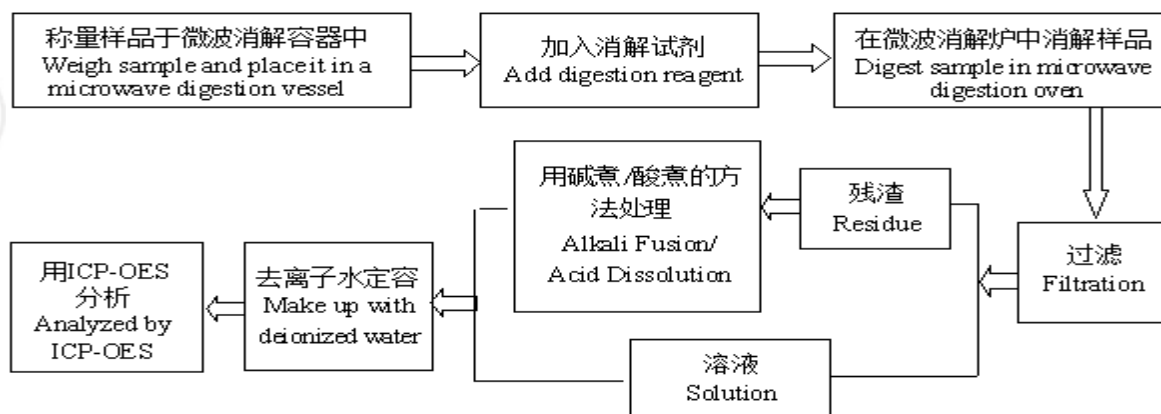 称量样品于微波消解容器中
Weigh sample and place it in a
microwave digestion vessel
加入消解试剂
Add digestion reagent
在微波消解炉中消解样品
Digest sample in microwave
digestion oven
过滤
Filtration
残渣
Residue
溶液
Solution
用碱煮/酸煮的方
法处理
Alkali Fusion/
Acid Dissolution
去离子水定容
Make up with
deionized water
用ICP-OES
分析
Analyzed by
ICP-OES